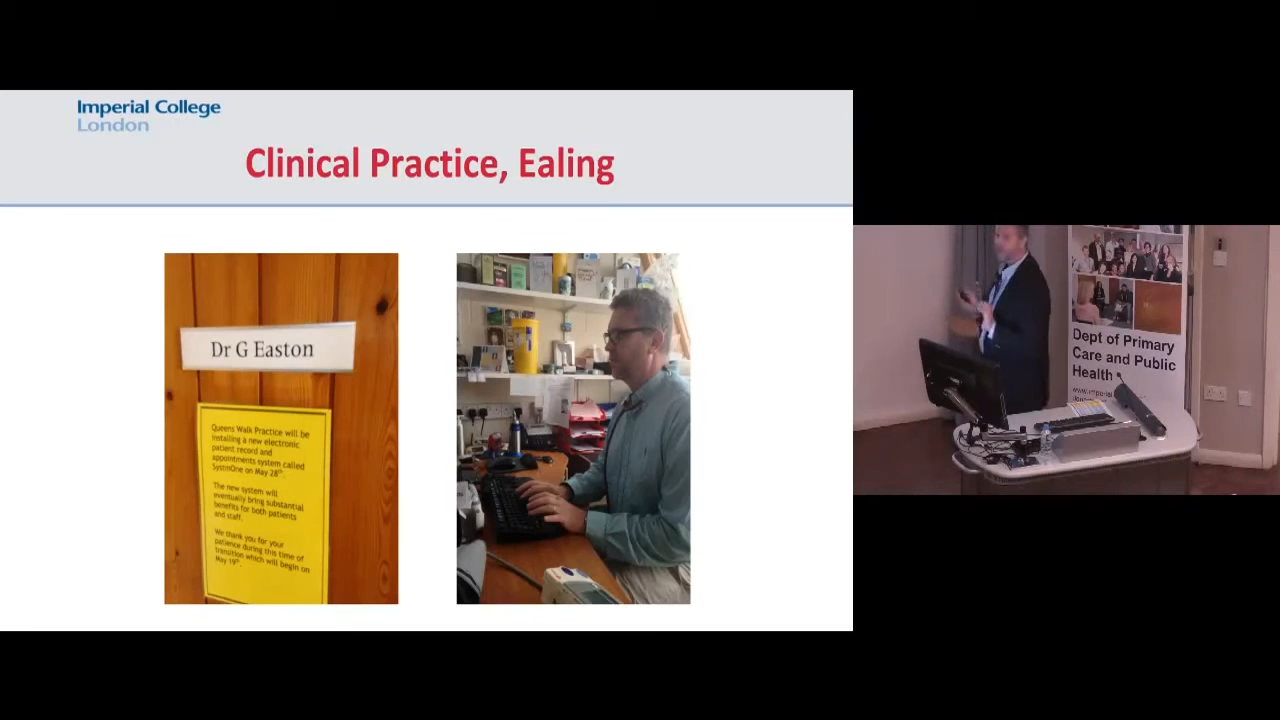 Imperial College
London
Clinical Practice, Ealing
Dr G Easton
Queens Walk Practice will be
installing a new electronic
patient record and
appointments system called
SystmOne on May 28th.
The new system will
eventually bring substantial
benefits for both patients
and staff.
We thank you for your
patience during this time of
transition which will begin on
May 19th.
Dept of Primary
Care and Public
Health